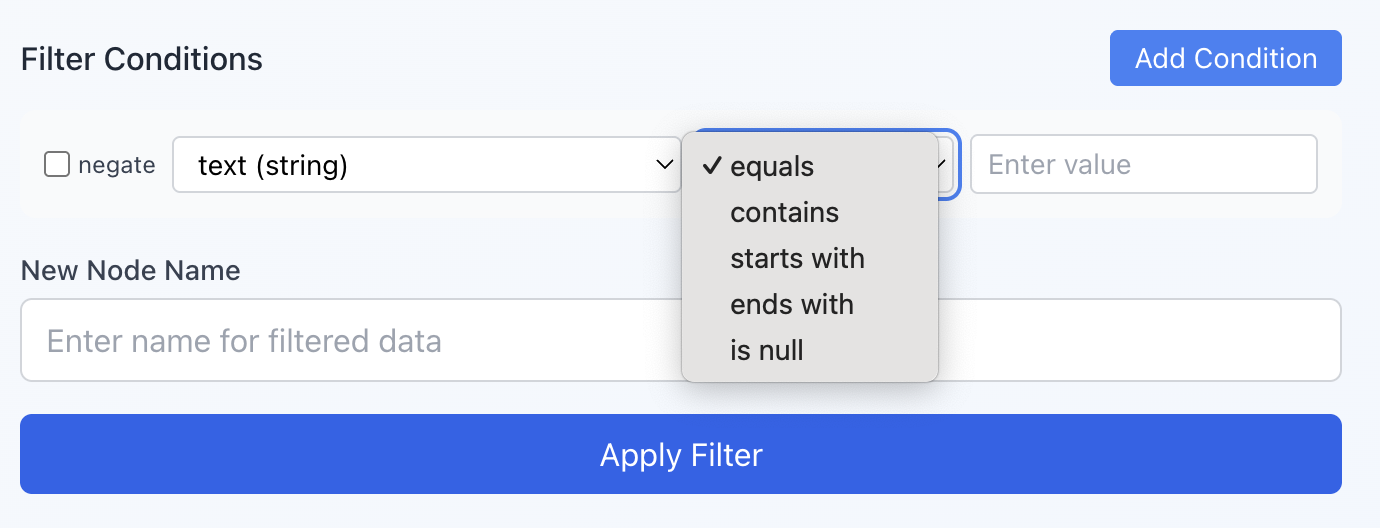 Filter Conditions
Add Condition
negate
text (string)
equals
contains
starts with
ends with
is null
Enter value
New Node Name
Enter name for filtered data
Apply Filter